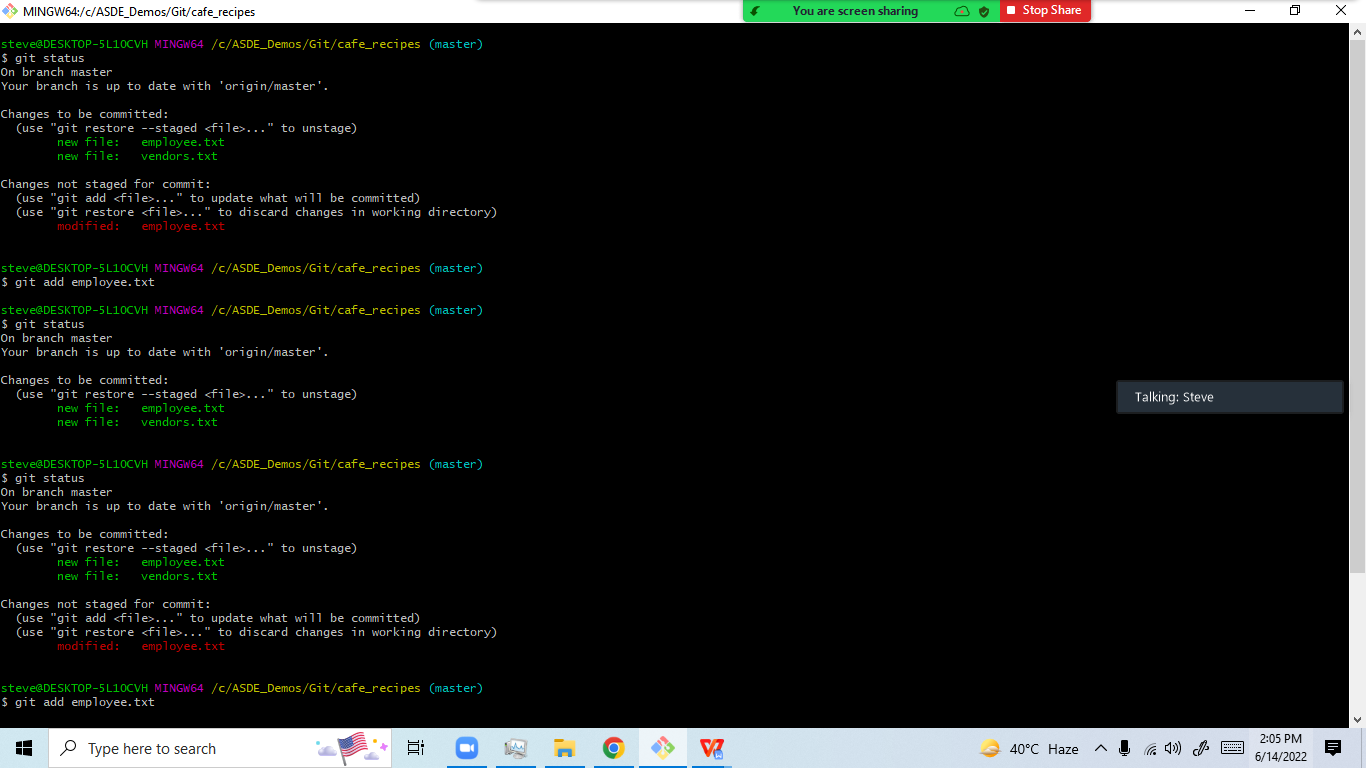 MINGW64:/c/ASDE_Demos/Git/cafe_recipes
You are screen sharing
Stop Share
steve@DESKTOP-5L1OCVH MINGW64 /c/ASDE_Demos/Git/cafe_recipes (master)
$ git status
On branch master
Your branch is up to date with 'origin/master'.
Changes to be committed:
(use "git restore --staged <file>..." to unstage)
new file: employee.txt
new file: vendors.txt
Changes not staged for commit:
(use "git add <file>..." to update what will be committed)
(use "git restore <file>..." to discard changes in working directory)
modified: employee.txt
steve@DESKTOP-5L1OCVH MINGW64 /c/ASDE_Demos/Git/cafe_recipes (master)
$ git add employee.txt
steve@DESKTOP-5L1OCVH MINGW64 /c/ASDE_Demos/Git/cafe_recipes (master)
$ git status
On branch master
Your branch is up to date with 'origin/master'.
Changes to be committed:
(use "git restore --staged <file>..." to unstage)
new file: employee.txt
new file: vendors.txt
steve@DESKTOP-5L1OCVH MINGW64 /c/ASDE_Demos/Git/cafe_recipes (master)
$ git status
On branch master
Your branch is up to date with 'origin/master'.
Changes to be committed:
(use "git restore --staged <file>..." to unstage)
new file: employee.txt
new file: vendors.txt
Changes not staged for commit:
(use "git add <file>..." to update what will be committed)
(use "git restore <file>..." to discard changes in working directory)
modified: employee.txt
steve@DESKTOP-5L1OCVH MINGW64 /c/ASDE_Demos/Git/cafe_recipes (master)
$ git add employee.txt
Talking: Steve
Type here to search
40°C Haze
2:05 PM
6/14/2022